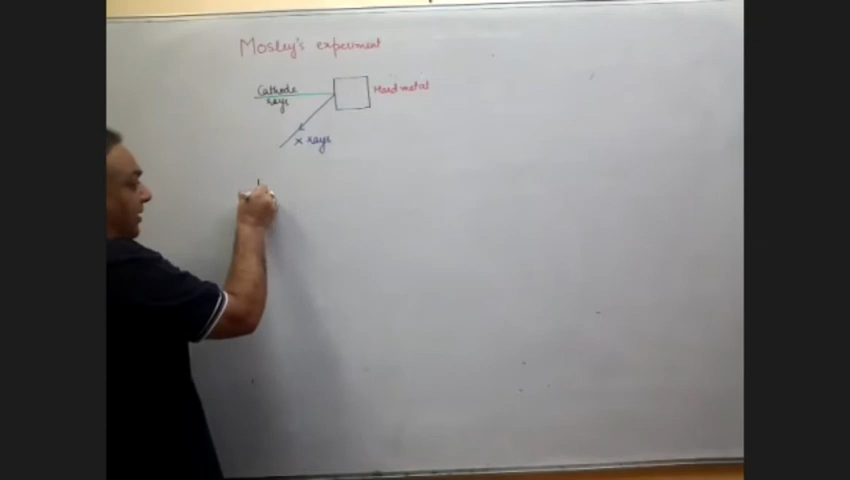 Mosley's experiment
Cathode
rays
Hard metal
X rays